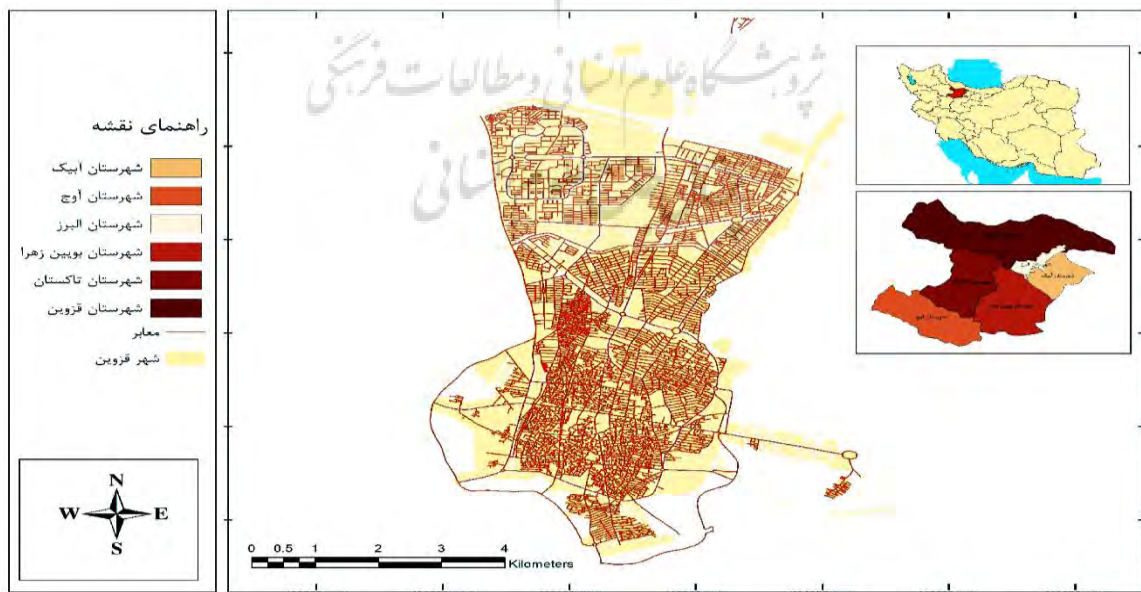 پژوهشگاه علوم انسانی و مطالعات فرهنگی
راهنمای نقشه
شهرستان آبیک
شهرستان آوج
شهرستان البرز
شهرستان بویین زهرا
شهرستان تاکستان
شهرستان قزوین
معابر
شهر قزوین
N
W E
S
0 0.5 1 2 3 4
Kilometers